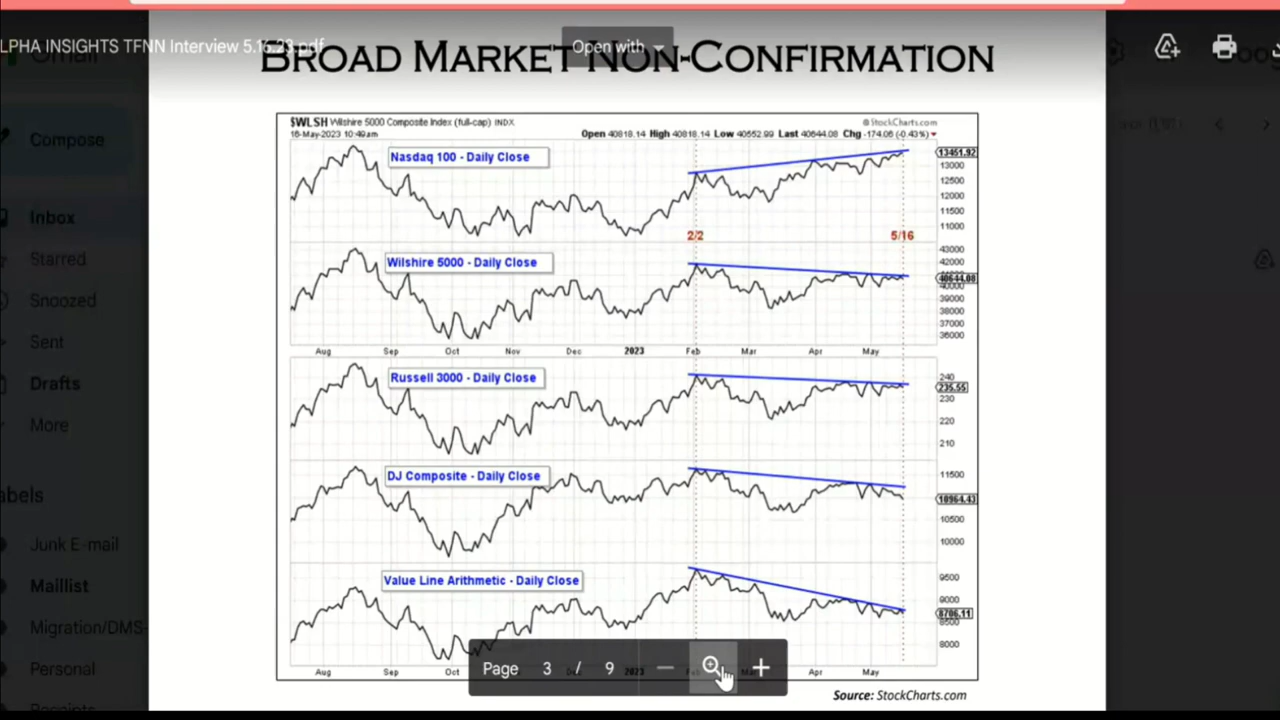 LPHA INSIGHTS TFNN Interview 5.16.23.pdf
Open with
BROAD MARKET NON-CONFIRMATION
Compose
Inbox
Starred
Snoozed
Sent
Drafts
More
abels
Junk E-mail
Maillist
Migration/DMS-
Personal
Receipts
$WLSH Wilshire 5000 Composite Index (full-cap) INDX
© StockCharts.com
16-May-2023 10:49am
Open 40818.14 High 40818.14 Low 40552.99 Last 40644.08 Chg -174.06 (-0.43%)
Nasdaq 100 - Daily Close
13451.92
13000
12500
12000
11500
11000
2/2
5/16
Wilshire 5000 - Daily Close
43000
42000
40644.08
40000
39000
38000
37000
36000
Aug Sep Oct Nov Dec 2023 Feb Mar Apr May
Russell 3000 - Daily Close
240
235.55
230
220
210
DJ Composite - Daily Close
11500
10964.43
10500
10000
Value Line Arithmetic - Daily Close
9500
9000
8706.11
8500
8000
Aug Sep Oct 2023 Feb Mar Apr May
Page 3 / 9
Source: StockCharts.com